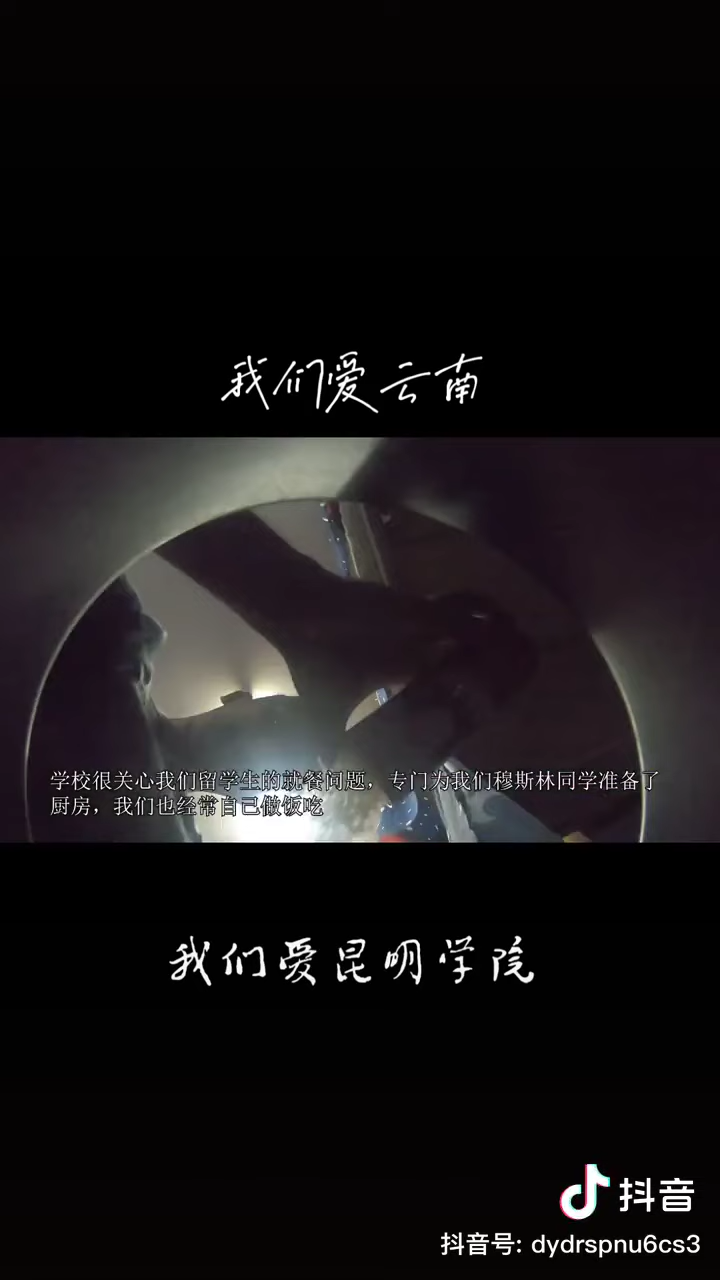 我们爱云南
学校很关心我们留学生的就餐问题，专门为我们穆斯林同学准备了
厨房，我们也经常自己做饭吃
我们爱昆明学院
抖音
抖音号: dydrspnu6cs3